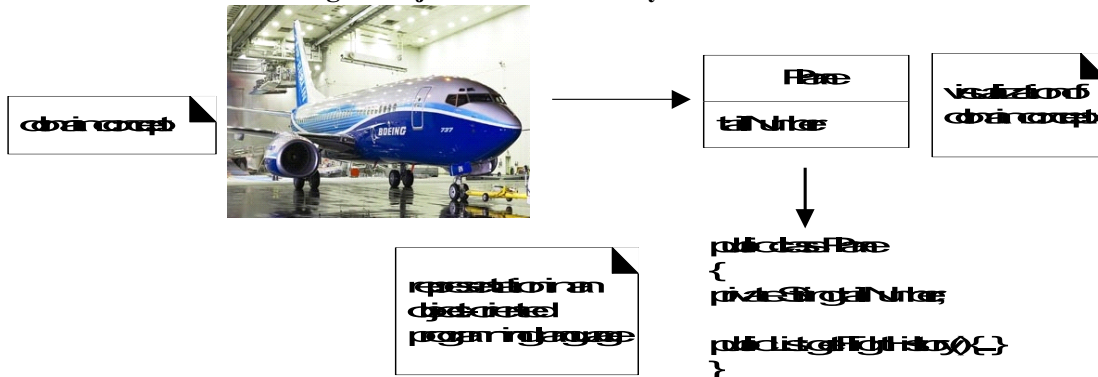 domain concept
BOEING
737
Plane
tailNumber
visualization of
domain concept
representation in an
object-oriented
programming language
public class Plane
{
private String tailNumber;
public List getFlightHistory() {...}
}